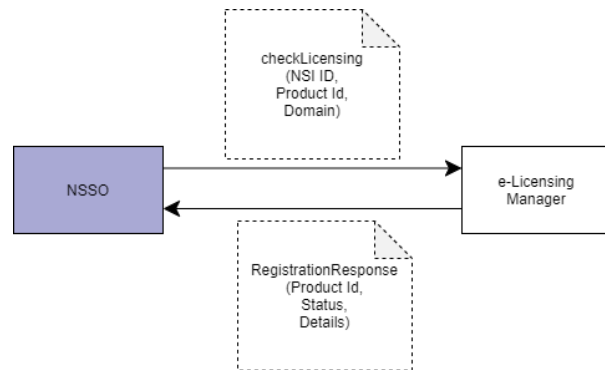 checkLicensing
(NSI ID,
Product Id,
Domain)
NSSO
e-Licensing
Manager
RegistrationResponse
(Product Id,
Status,
Details)